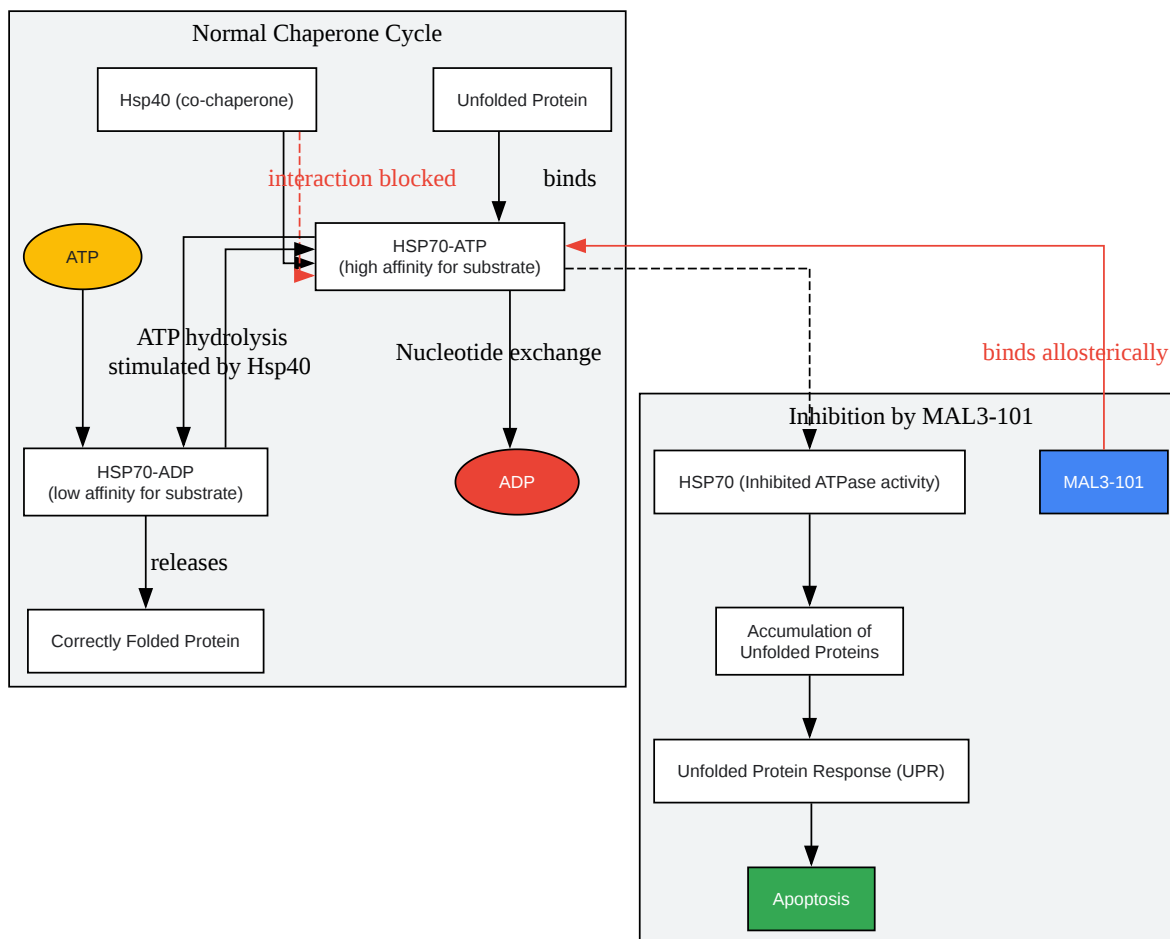 Normal Chaperone Cycle
Hsp40 (co-chaperone)
Unfolded Protein
interaction blocked
binds
ATP
HSP70-ATP
(high affinity for substrate)
ATP hydrolysis
stimulated by Hsp40
Nucleotide exchange
binds allosterically
Inhibition by MAL3-101
HSP70-ADP
(low affinity for substrate)
ADP
HSP70 (Inhibited ATPase activity)
MAL3-101
releases
Correctly Folded Protein
Accumulation of
Unfolded Proteins
Unfolded Protein Response (UPR)
Apoptosis